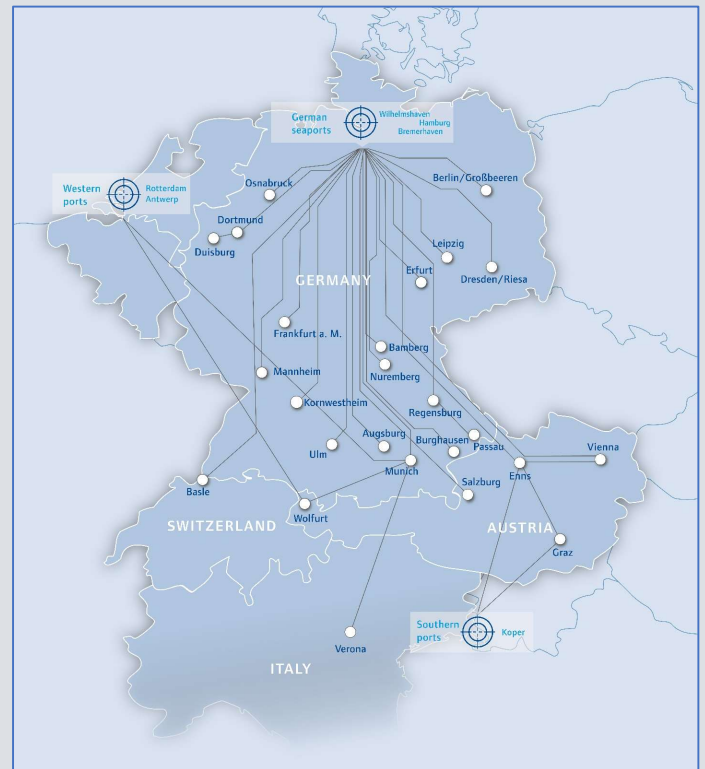 German
seaports
Wilhelmshaven
Hamburg
Bremerhaven
Western
ports
Rotterdam
Antwerp
Osnabruck
Berlin/Großbeeren
Dortmund
Duisburg
Leipzig
Erfurt
Dresden/Riesa
GERMANY
Frankfurt a. M.
Bamberg
Mannheim
Nuremberg
Kornwestheim
Regensburg
Augsburg
Burghausen
Passau
Vienna
Ulm
Munich
Enns
Basle
Salzburg
Wolfurt
SWITZERLAND
AUSTRIA
Graz
Southern
ports
Koper
Verona
ITALY